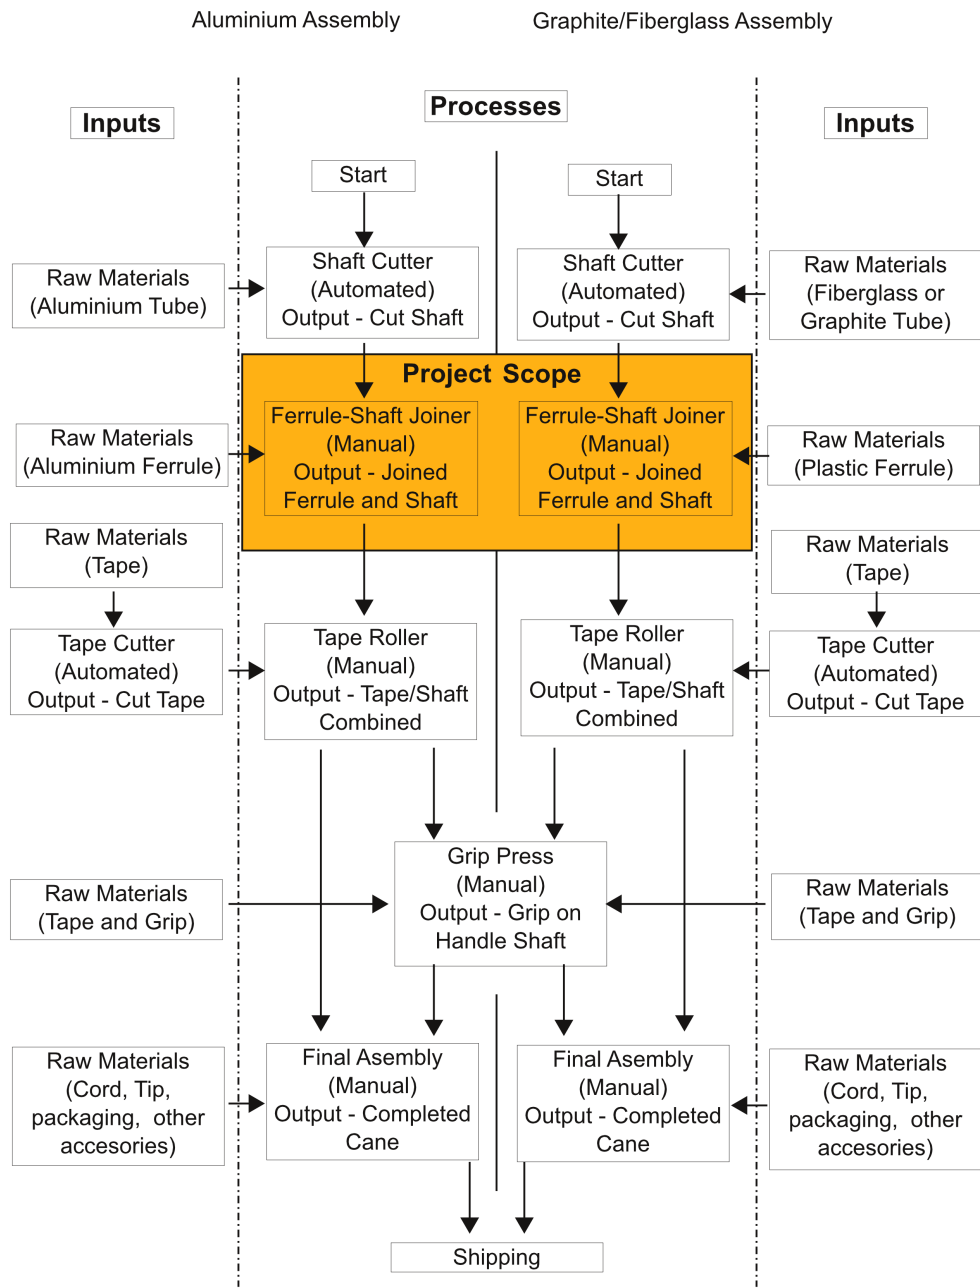 Aluminium Assembly
Graphite/Fiberglass Assembly
Inputs
Processes
Inputs
Start
Start
Raw Materials
(Aluminium Tube)
Shaft Cutter
(Automated)
Output - Cut Shaft
Shaft Cutter
(Automated)
Output - Cut Shaft
Raw Materials
(Fiberglass or
Graphite Tube)
Project Scope
Raw Materials
(Aluminium Ferrule)
Ferrule-Shaft Joiner
(Manual)
Output - Joined
Ferrule and Shaft
Ferrule-Shaft Joiner
(Manual)
Output - Joined
Ferrule and Shaft
Raw Materials
(Plastic Ferrule)
Raw Materials
(Tape)
Raw Materials
(Tape)
Tape Cutter
(Automated)
Output - Cut Tape
Tape Roller
(Manual)
Output - Tape/Shaft
Combined
Tape Roller
(Manual)
Output - Tape/Shaft
Combined
Tape Cutter
(Automated)
Output - Cut Tape
Raw Materials
(Tape and Grip)
Grip Press
(Manual)
Output - Grip on
Handle Shaft
Raw Materials
(Tape and Grip)
Raw Materials
(Cord, Tip,
packaging, other
accesories)
Final Asembly
(Manual)
Output - Completed
Cane
Final Asembly
(Manual)
Output - Completed
Cane
Raw Materials
(Cord, Tip,
packaging, other
accesories)
Shipping